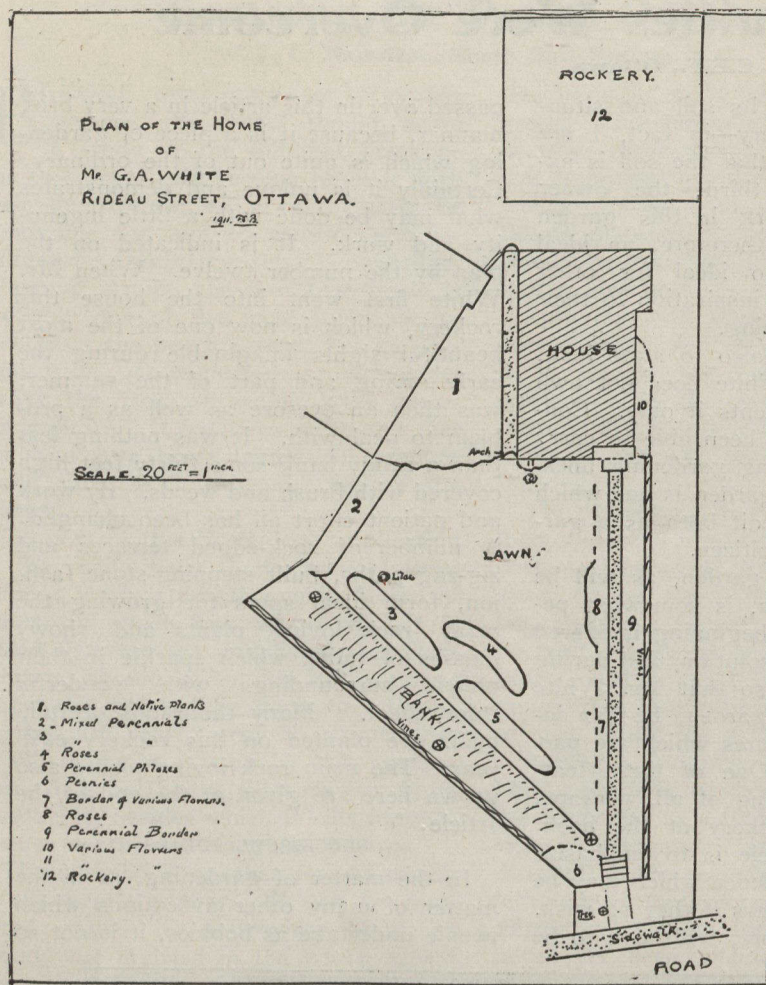 PLAN OF THE HOME
OF
Mr. G.A. WHITE
RIDEAU STREET, OTTAWA.
1911.
SCALE. 20 FEET = 1 INCH.
ROCKERY.
12
HOUSE
1
10
Arch
2
LAWN
Lilac
3
4
8
9
Vines
BANK
Vines
5
7
6
Tree
Sidewalk
ROAD
1. Roses and Native Plants
2 Mixed Perennials
3 " "
4 Roses
5 Perennial Phloxes
6 Peonies
7 Border of Various Flowers.
8 Roses
9 Perennial Border
10 Various Flowers
11 " "
12 Rockery.